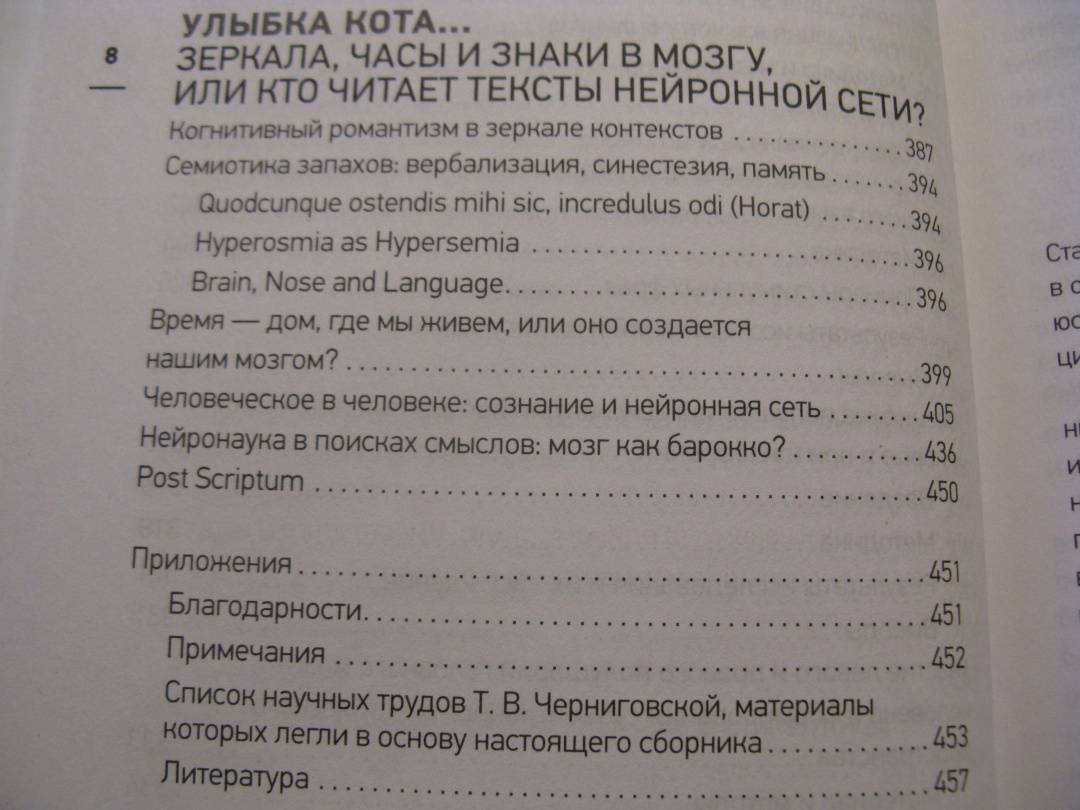 УЛЫБКА КОТА...
8
ЗЕРКАЛА, ЧАСЫ И ЗНАКИ В МОЗГУ,
ИЛИ КТО ЧИТАЕТ ТЕКСТЫ НЕЙРОННОЙ СЕТИ?
Когнитивный романтизм в зеркале контекстов ............... 387
Семиотика запахов: вербализация, синестезия, память ....... 394
Quodcunque ostendis mihi sic, incredulus odi (Horat) ........ 394
Hyperosmia as Hypersemia ............................. 396
Brain, Nose and Language.............................. 396
Время — дом, где мы живем, или оно создается
нашим мозгом? ........................................ 399
Человеческое в человеке: сознание и нейронная сеть ........ 405
Нейронаука в поисках смыслов: мозг как барокко? ........... 436
Post Scriptum ........................................ 450
Приложения ........................................... 451
Благодарности......................................... 451
Примечания ........................................... 452
Список научных трудов Т. В. Черниговской, материалы
которых легли в основу настоящего сборника ............. 453
Литература ........................................... 457